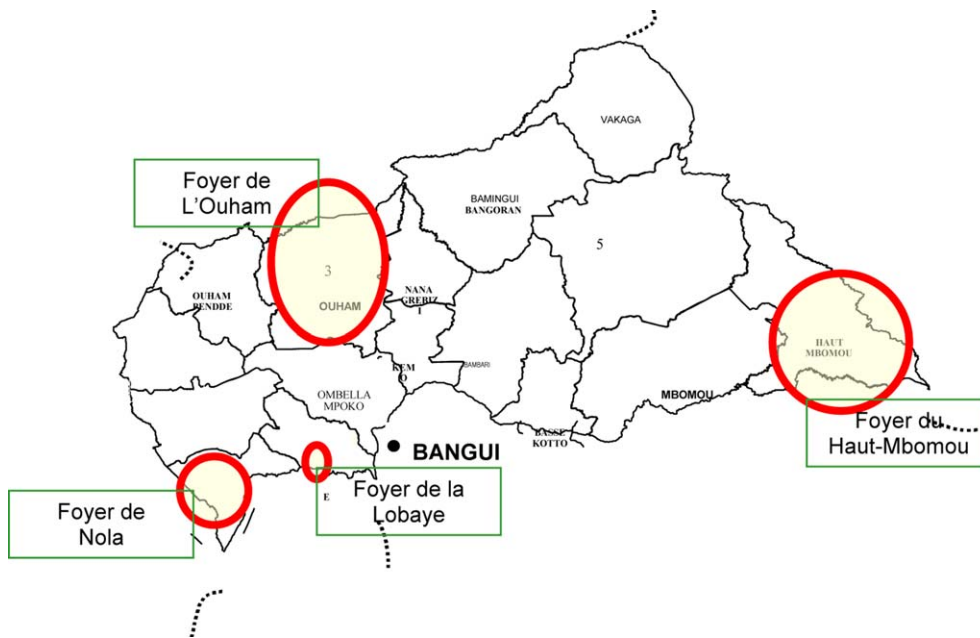 VAKAGA
Foyer de
L'Ouham
BAMINGUI
BANGORAN
5
3
OUHAM
OUHAM
PENDDE
NANA
GREBIZ
I
HAUT
MBOMOU
KEM
O
BAMBARI
OMBELLA
MPOKO
MBOMOU
BASSE
KOTTO
BANGUI
Foyer du
Haut-Mbomou
Foyer de la
Lobaye
E
Foyer de
Nola